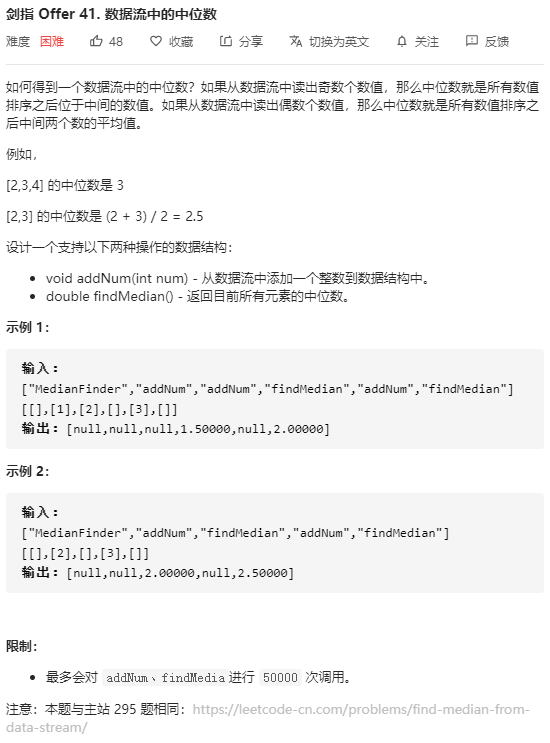 剑指 Offer 41. 数据流中的中位数
难度 困难 48 收藏 分享 切换为英文 关注 反馈
如何得到一个数据流中的中位数？如果从数据流中读出奇数个数值，那么中位数就是所有数值
排序之后位于中间的数值。如果从数据流中读出偶数个数值，那么中位数就是所有数值排序之
后中间两个数的平均值。
例如，
[2,3,4] 的中位数是 3
[2,3] 的中位数是 (2 + 3) / 2 = 2.5
设计一个支持以下两种操作的数据结构：
• void addNum(int num) - 从数据流中添加一个整数到数据结构中。
• double findMedian() - 返回目前所有元素的中位数。
示例 1：
输入：
["MedianFinder","addNum","addNum","findMedian","addNum","findMedian"]
[[],[1],[2],[],[3],[]]
输出：[null,null,null,1.50000,null,2.00000]
示例 2：
输入：
["MedianFinder","addNum","findMedian","addNum","findMedian"]
[[],[2],[],[3],[]]
输出：[null,null,2.00000,null,2.50000]
限制：
• 最多会对 addNum、findMedia 进行 50000 次调用。
注意：本题与主站 295 题相同：https://leetcode-cn.com/problems/find-median-from-
data-stream/